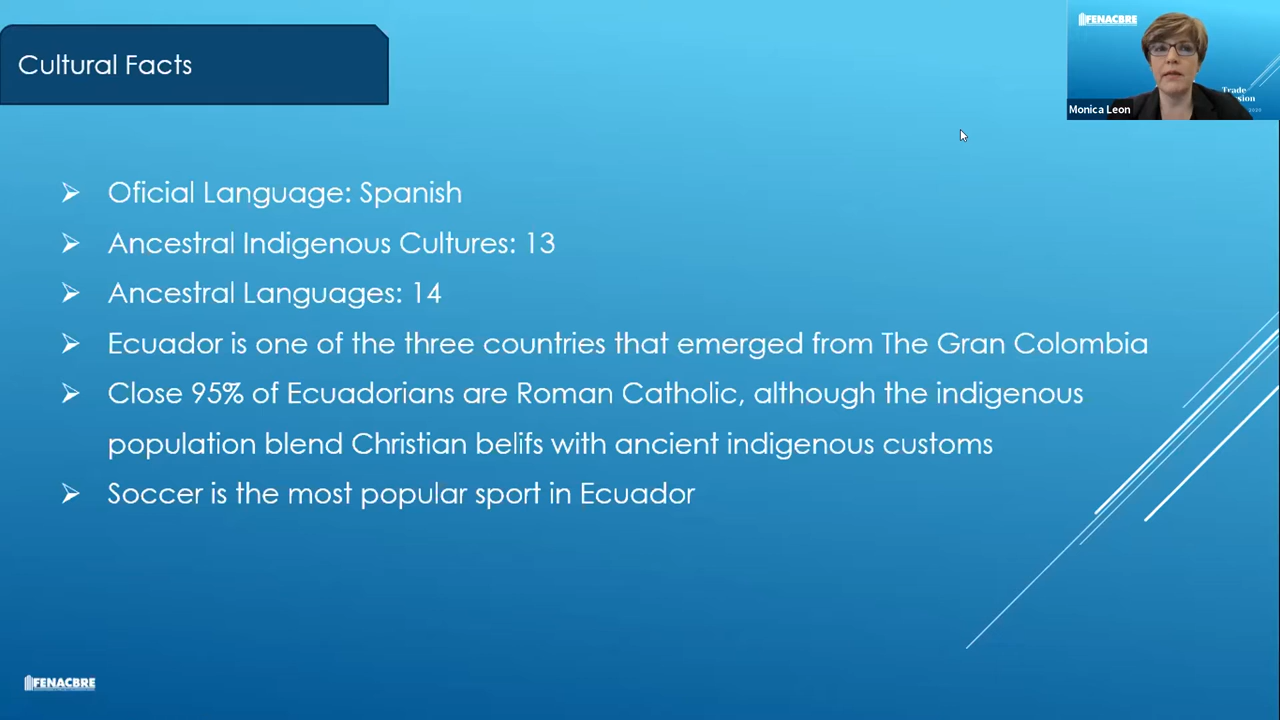 Cultural Facts
FENACBRE
Trade
Monica Leon
Oficial Language: Spanish
Ancestral Indigenous Cultures: 13
Ancestral Languages: 14
Ecuador is one of the three countries that emerged from The Gran Colombia
Close 95% of Ecuadorians are Roman Catholic, although the indigenous
population blend Christian belifs with ancient indigenous customs
Soccer is the most popular sport in Ecuador
FENACBRE